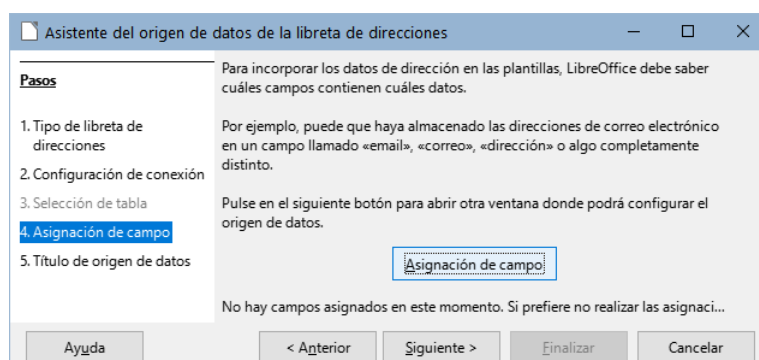 Asistente del origen de datos de la libreta de direcciones
Pasos
1. Tipo de libreta de
direcciones
2. Configuración de conexión
3. Selección de tabla
4. Asignación de campo
5. Título de origen de datos
Para incorporar los datos de dirección en las plantillas, LibreOffice debe saber
cuáles campos contienen cuáles datos.
Por ejemplo, puede que haya almacenado las direcciones de correo electrónico
en un campo llamado «email», «correo», «dirección» o algo completamente
distinto.
Pulse en el siguiente botón para abrir otra ventana donde podrá configurar el
origen de datos.
Asignación de campo
No hay campos asignados en este momento. Si prefiere no realizar las asignaci...
Ayuda
< Anterior
Siguiente >
Finalizar
Cancelar